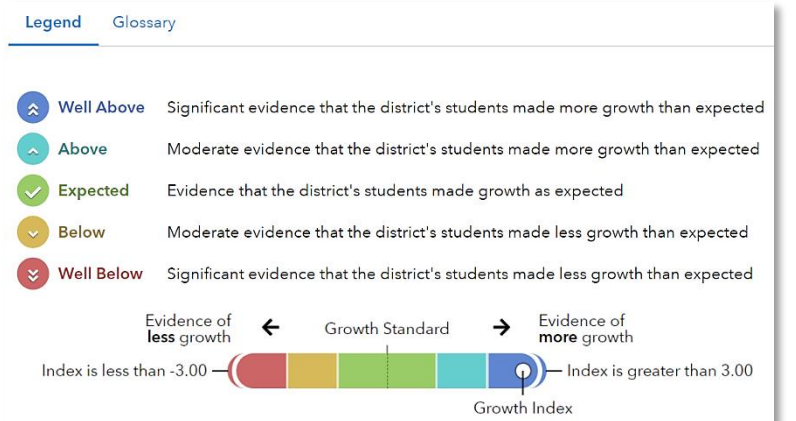 Legend Glossary
Well Above Significant evidence that the district's students made more growth than expected
Above Moderate evidence that the district's students made more growth than expected
Expected Evidence that the district's students made growth as expected
Below Moderate evidence that the district's students made less growth than expected
Well Below Significant evidence that the district's students made less growth than expected
Evidence of
less growth
Growth Standard
Evidence of
more growth
Index is less than -3.00
Index is greater than 3.00
Growth Index